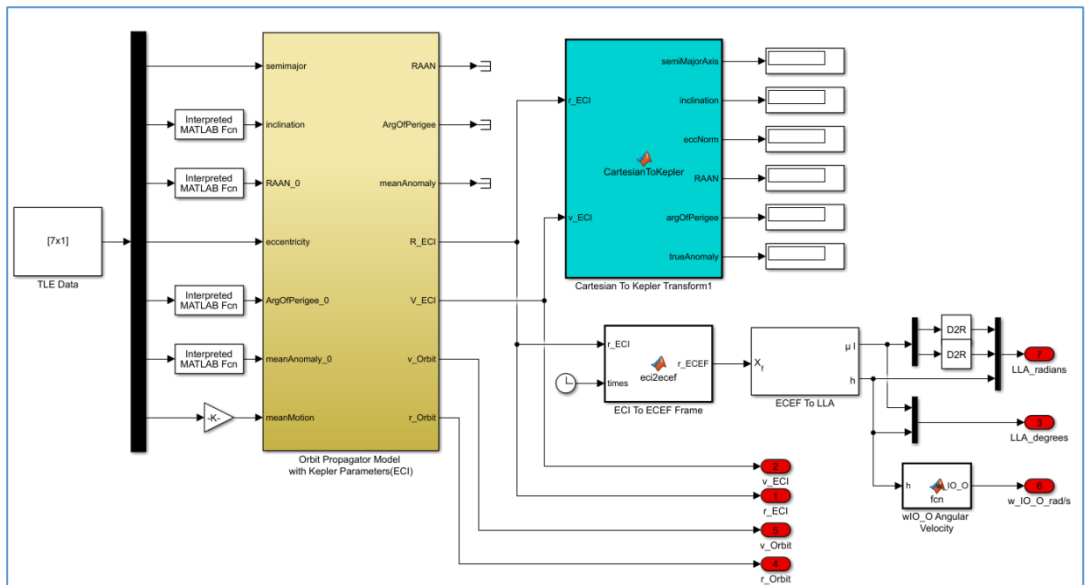 [7x1]
TLE Data
Interpreted
MATLAB Fcn
Interpreted
MATLAB Fcn
Interpreted
MATLAB Fcn
Interpreted
MATLAB Fcn
-K-
semimajor
inclination
RAAN_0
eccentricity
ArgOfPerigee_0
meanAnomaly_0
meanMotion
RAAN
ArgOfPerigee
meanAnomaly
R_ECI
V_ECI
v_Orbit
r_Orbit
Orbit Propagator Model
with Kepler Parameters(ECI)
r_ECI
v_ECI
CartesianToKepler
semiMajorAxis
inclination
eccNorm
RAAN
argOfPerigee
trueAnomaly
Cartesian To Kepler Transform1
r_ECI
times
eci2ecef
r_ECEF
ECI To ECEF Frame
X_f
μ l
h
ECEF To LLA
D2R
D2R
7
LLA_radians
3
LLA_degrees
h
fcn
w_IO_O
wIO_O Angular
Velocity
6
w_IO_O_rad/s
2
v_ECI
1
r_ECI
5
v_Orbit
4
r_Orbit